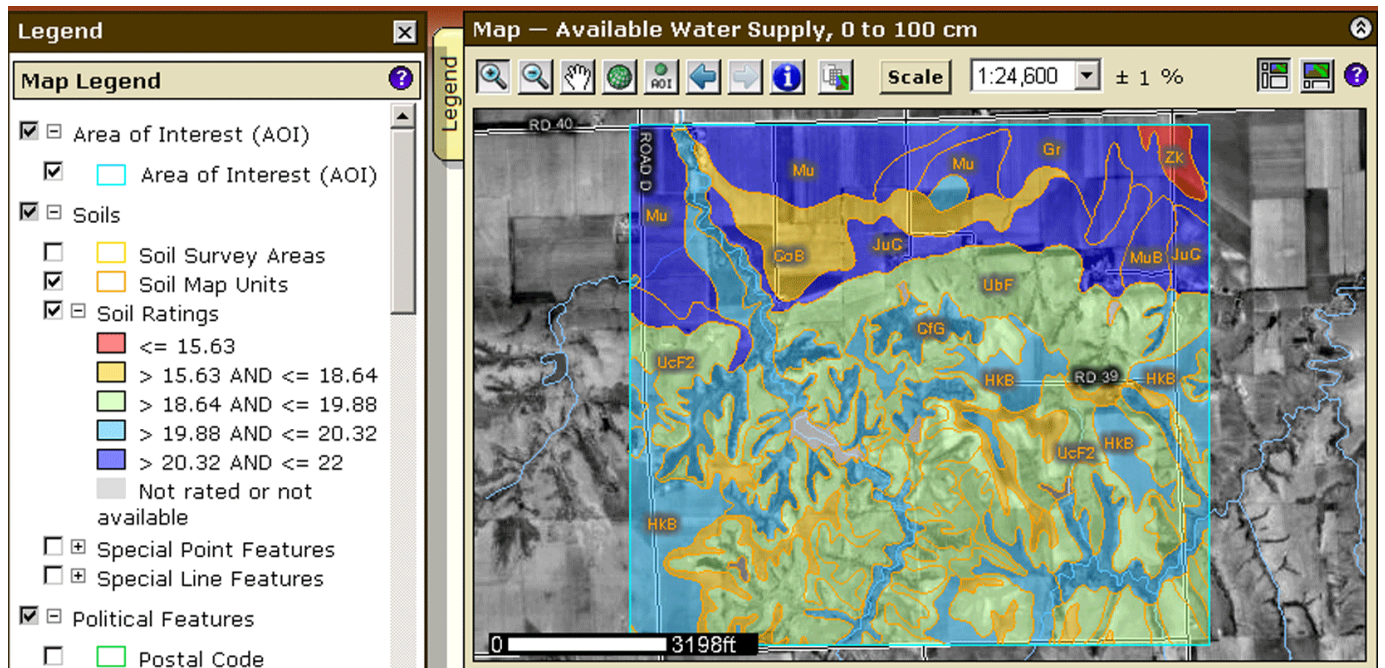 Legend
Map Legend
Area of Interest (AOI)
Area of Interest (AOI)
Soils
Soil Survey Areas
Soil Map Units
Soil Ratings
<= 15.63
> 15.63 AND <= 18.64
> 18.64 AND <= 19.88
> 19.88 AND <= 20.32
> 20.32 AND <= 22
Not rated or not
available
Special Point Features
Special Line Features
Political Features
Postal Code
Legend
Map — Available Water Supply, 0 to 100 cm
AOI
Scale
1:24,600
± 1 %
RD 40
ROAD D
Mu
Mu
Gr
Zk
Mu
CoB
JuC
MuB
JuC
UbF
CfG
UcF2
HkB
RD 39
HkB
UcF2
HkB
HkB
0
3198ft